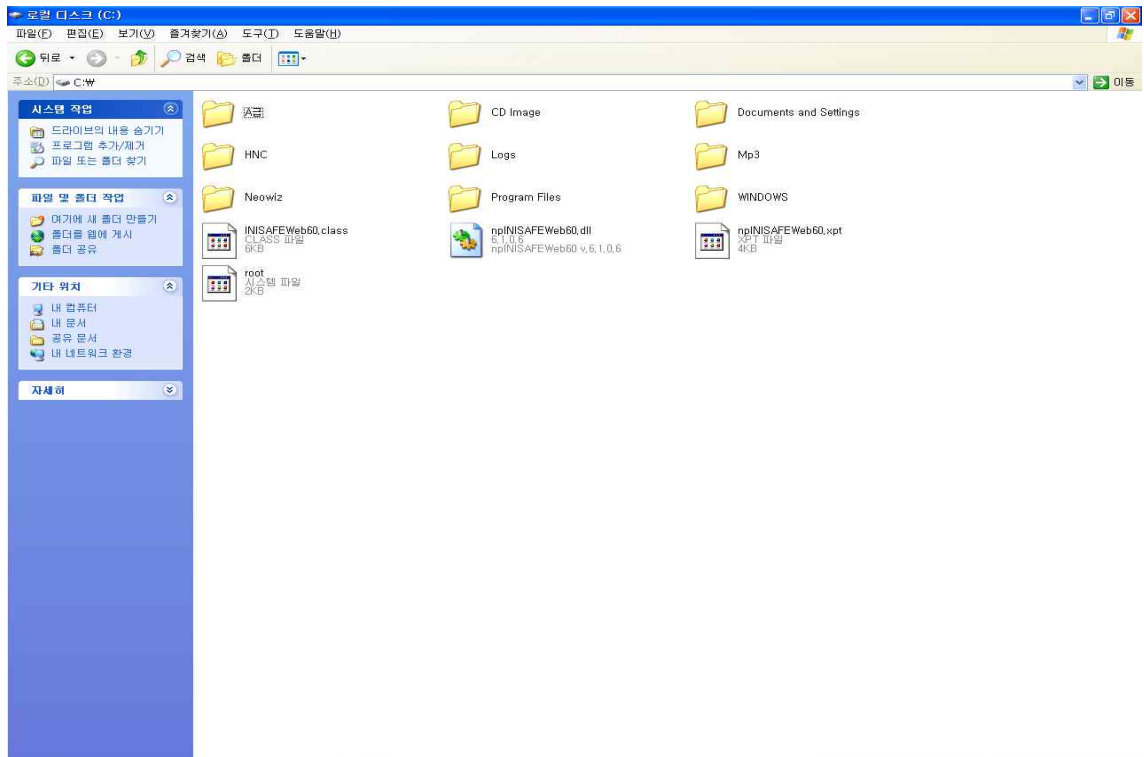 로컬 디스크 (C:)
파일(F) 편집(E) 보기(V) 즐겨찾기(A) 도구(T) 도움말(H)
뒤로 검색 폴더
주소(D) C:₩ 이동
시스템 작업
드라이브의 내용 숨기기
프로그램 추가/제거
파일 또는 폴더 찾기
파일 및 폴더 작업
여기에 새 폴더 만들기
폴더를 웹에 게시
폴더 공유
기타 위치
내 컴퓨터
내 문서
공유 문서
내 네트워크 환경
자세히
A급 CD Image Documents and Settings
HNC Logs Mp3
Neowiz Program Files WINDOWS
INISAFEWeb60.class
CLASS 파일
6KB
npINISAFEWeb60.dll
6.1.0.6
npINISAFEWeb60 v.6.1.0.6
npINISAFEWeb60.xpt
XPT 파일
4KB
root
시스템 파일
2KB